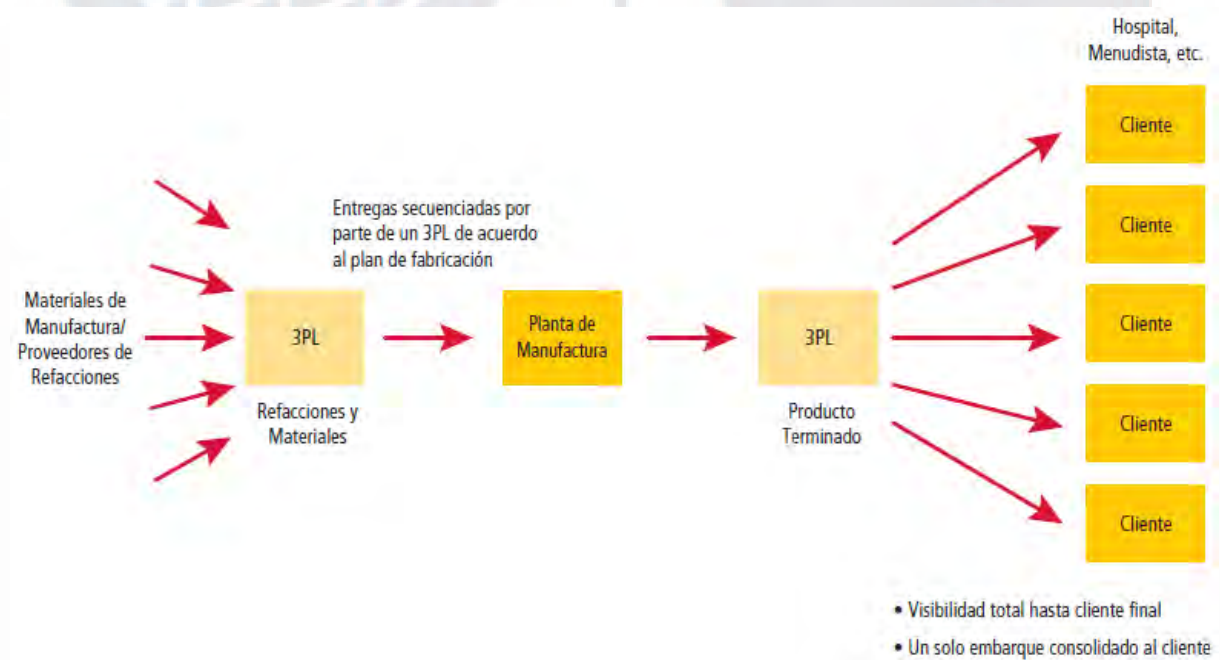 Hospital,
Menudista, etc.
Cliente
Cliente
Cliente
Cliente
Cliente
Entregas secuenciadas por
parte de un 3PL de acuerdo
al plan de fabricación
Materiales de
Manufactura/
Proveedores de
Refacciones
3PL
Refacciones y
Materiales
Planta de
Manufactura
3PL
Producto
Terminado
• Visibilidad total hasta cliente final
• Un solo embarque consolidado al cliente